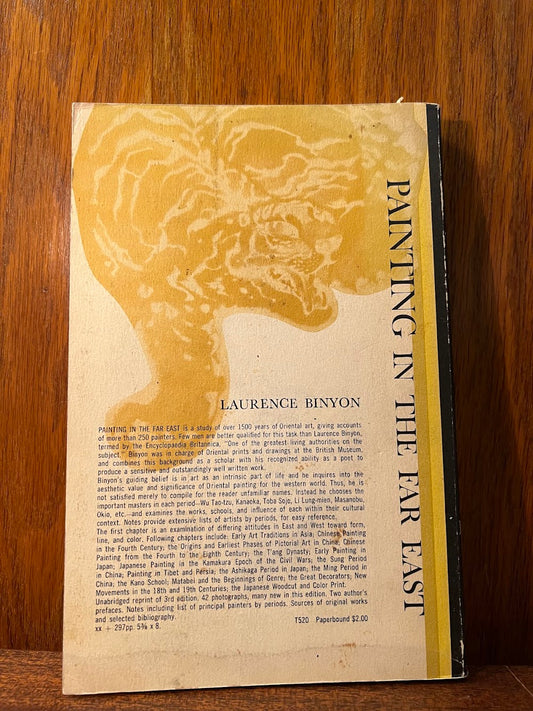 PAINTING IN THE FAR EAST
LAURENCE BINYON
PAINTING IN THE FAR EAST is a study of over 1500 years of Oriental art, giving accounts
of more than 250 painters. Few men are better qualified for this task than Laurence Binyon,
termed by the Encyclopaedia Britannica, "One of the greatest living authorities on the
subject." Binyon was in charge of Oriental prints and drawings at the British Museum,
and combines this background as a scholar with his recognized ability as a poet to
produce a sensitive and outstandingly well written work.
Binyon's guiding belief is in art as an intrinsic part of life and he inquires into the
aesthetic value and significance of Oriental painting for the western world. Thus, he is
not satisfied merely to compile for the reader unfamiliar names. Instead he chooses the
important masters in each period—Wu Tao-tzu, Kanaoka, Toba Sojo, Li Lung-mien, Masanobu,
Okio, etc.—and examines the works, schools, and influence of each within their cultural
context. Notes provide extensive lists of artists by periods, for easy reference.
The first chapter is an examination of differing attitudes in East and West toward form,
line, and color. Following chapters include: Early Art Traditions in Asia; Chinese Painting
in the Fourth Century; the Origins and Earliest Phases of Pictorial Art in China; Chinese
Painting from the Fourth to the Eighth Century; the T'ang Dynasty; Early Painting in
Japan; Japanese Painting in the Kamakura Epoch of the Civil Wars; the Sung Period
in China; Painting in Tibet and Persia; the Ashikaga Period in Japan; the Ming Period in
China; the Kano School; Matabei and the Beginnings of Genre; the Great Decorators; New
Movements in the 18th and 19th Centuries; the Japanese Woodcut and Color Print.
Unabridged reprint of 3rd edition. 42 photographs, many new in this edition. Two author's
prefaces. Notes including list of principal painters by periods. Sources of original works
and selected bibliography.
xx + 297pp. 5⅜ x 8.
T520 Paperbound $2.00